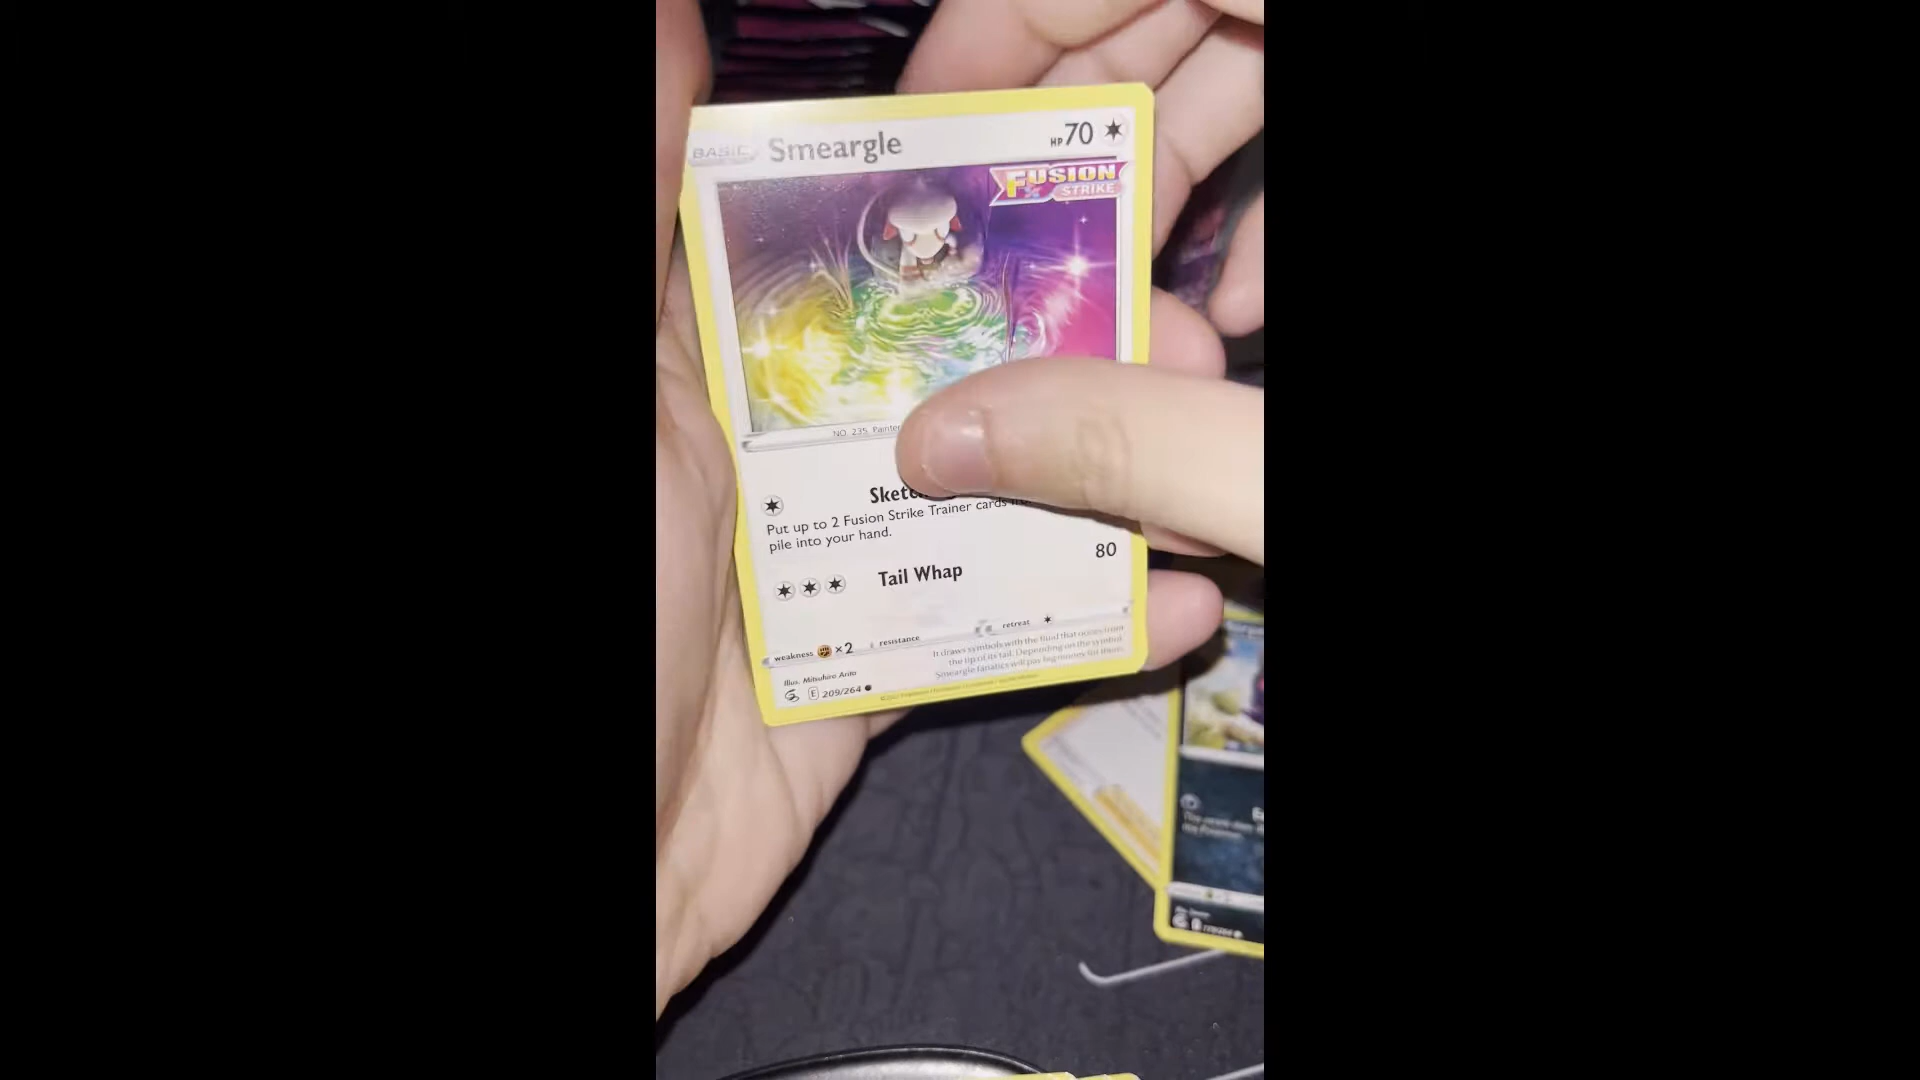 BASIC Smeargle HP 70
FUSION
STRIKE
NO. 235 Painter
Put up to 2 Fusion Strike Trainer cards
pile into your hand.
Tail Whap 80
weakness ×2 resistance retreat
It draws symbols with the fluid that oozes from
the tip of its tail. Depending on the symbol,
Smeargle fanatics will pay big money for them.
Illus. Mitsuhiro Arita
E 209/264